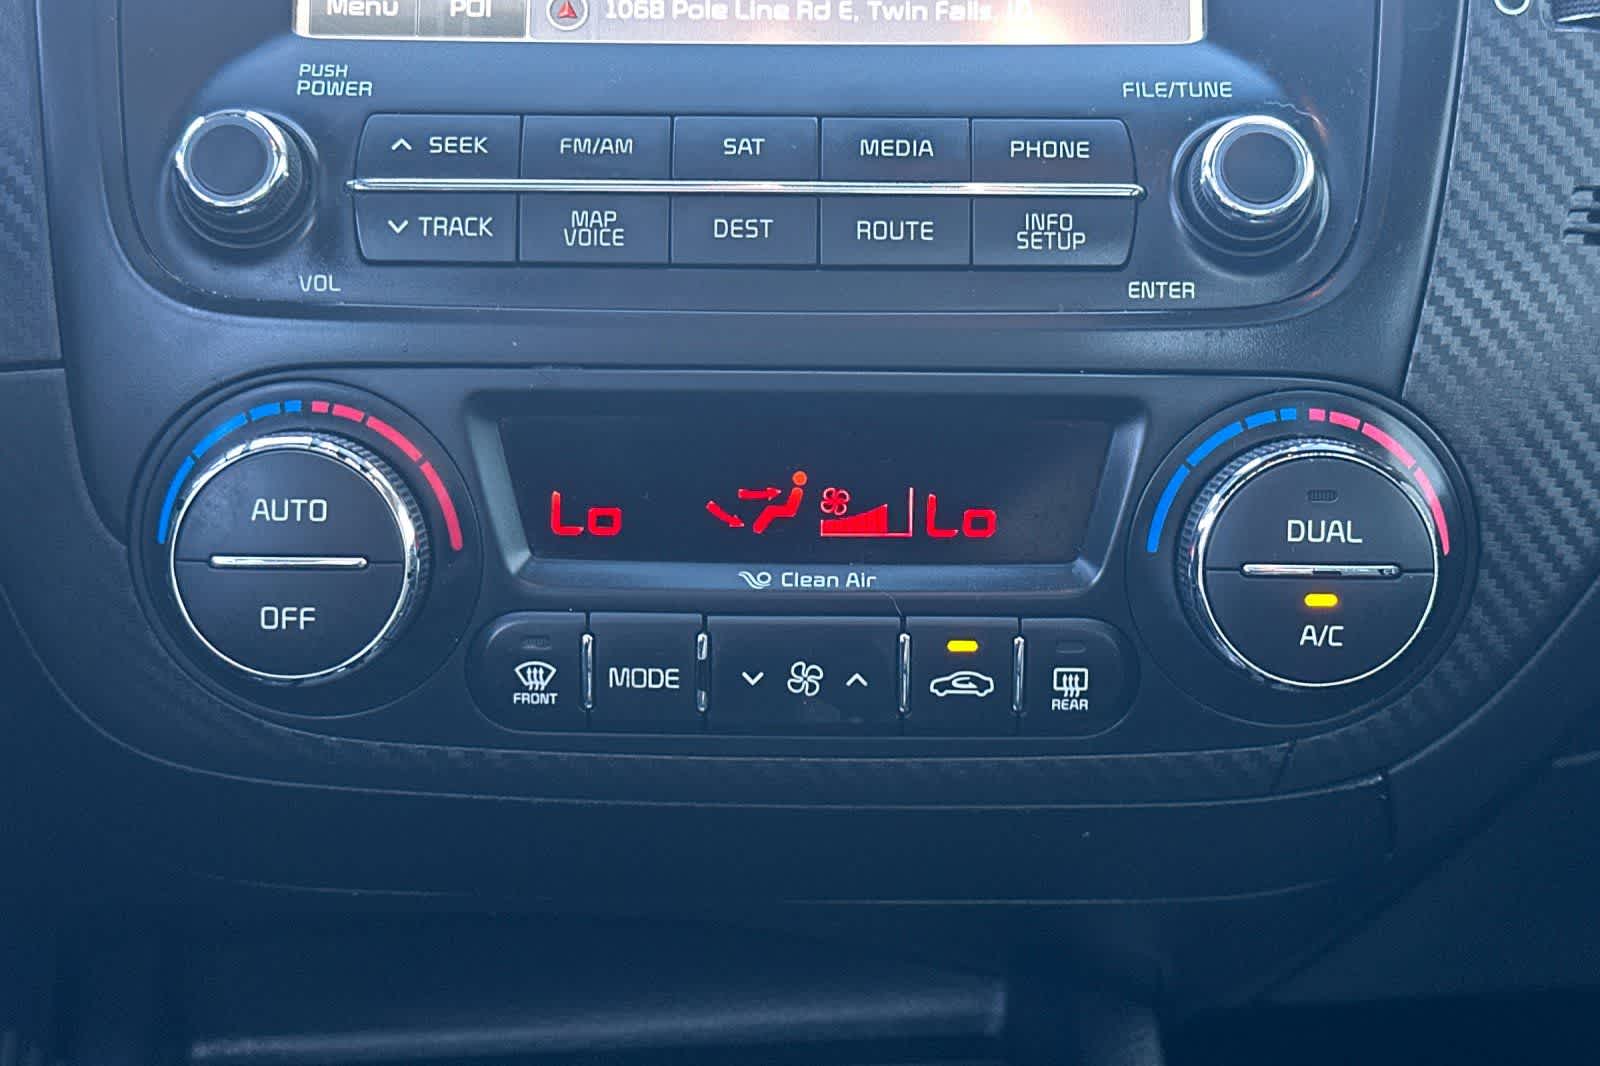 Menu POI 1068 Pole Line Rd E, Twin Falls, ID
PUSH
POWER
FILE/TUNE
SEEK FM/AM SAT MEDIA PHONE
TRACK MAP VOICE DEST ROUTE INFO SETUP
VOL
ENTER
AUTO
OFF
Lo Lo
Clean Air
DUAL
A/C
FRONT MODE REAR